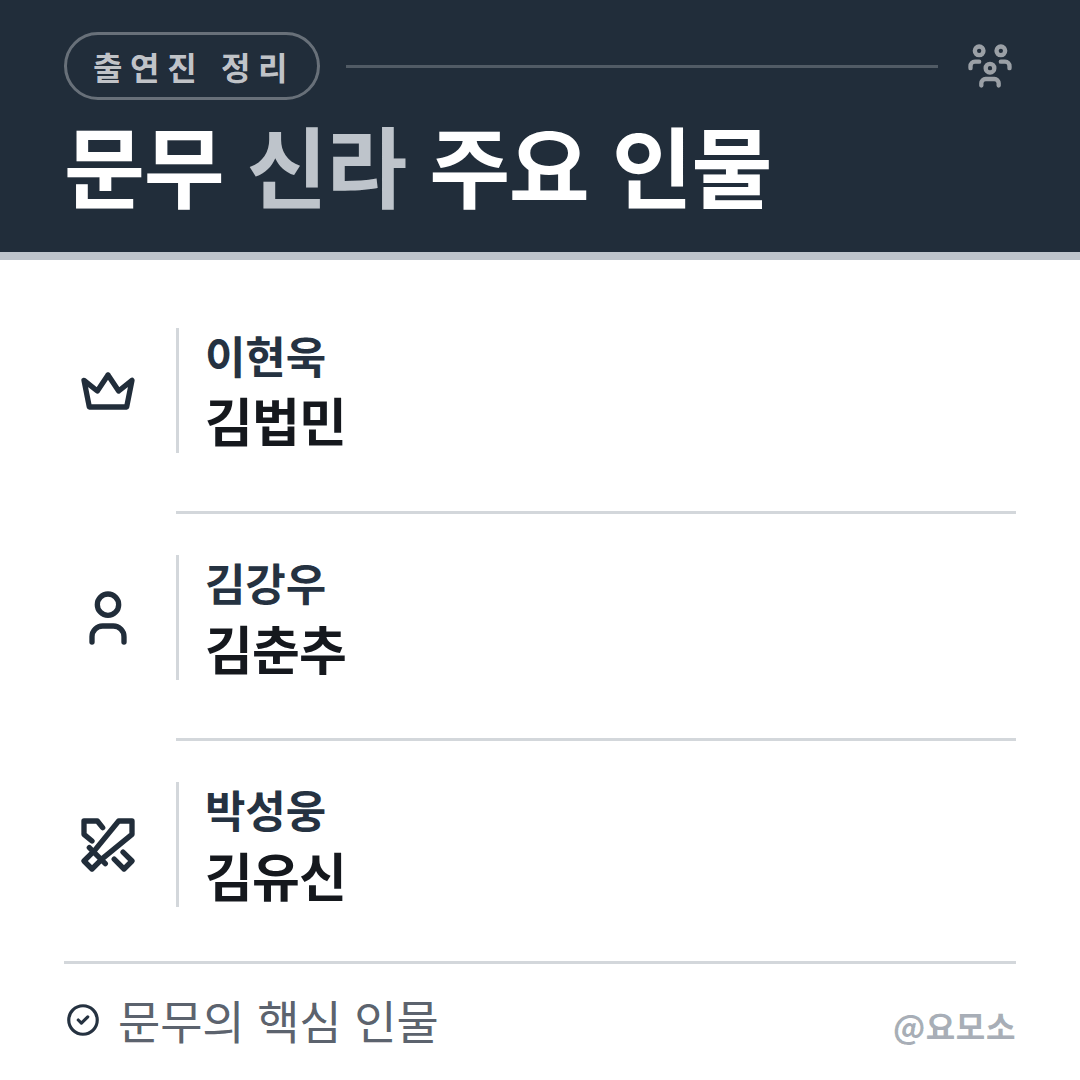 출연진 정리
문무 신라 주요 인물
이현욱
김법민
김강우
김춘추
박성웅
김유신
문무의 핵심 인물
@요모소